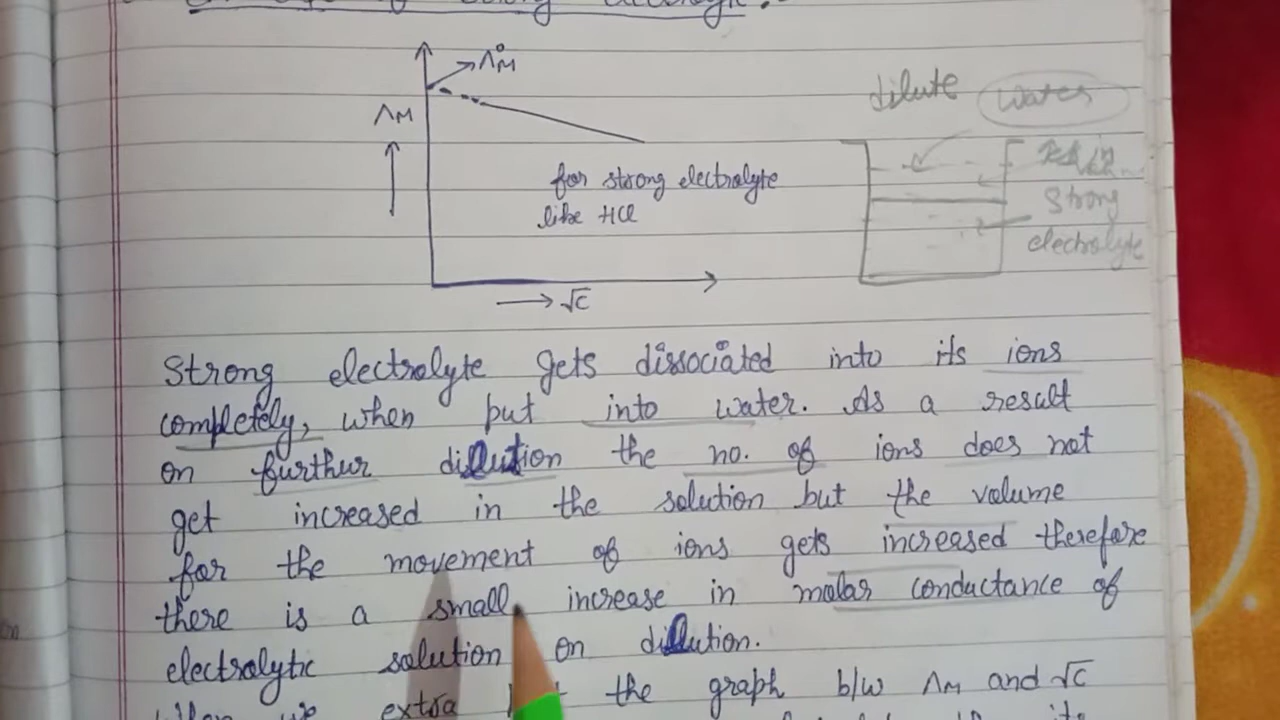 strong
Λ°M
ΛM
dilute water
for strong electrolyte
like HCl
strong
electrolyte
→ √c
Strong electrolyte gets dissociated into its ions
completely, when put into water. As a result
on furthur dilution the no. of ions does not
get increased in the solution but the volume
for the movement of ions gets increased therefore
there is a small increase in molar conductance of
electrolytic solution on dilution.
extra the graph b/w ΛM and √c